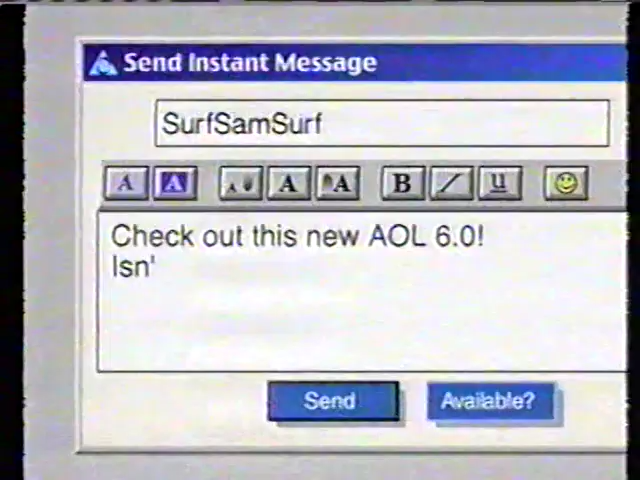 Send Instant Message
SurfSamSurf
A A A A A B / U
Check out this new AOL 6.0!
Isn'
Send
Available?